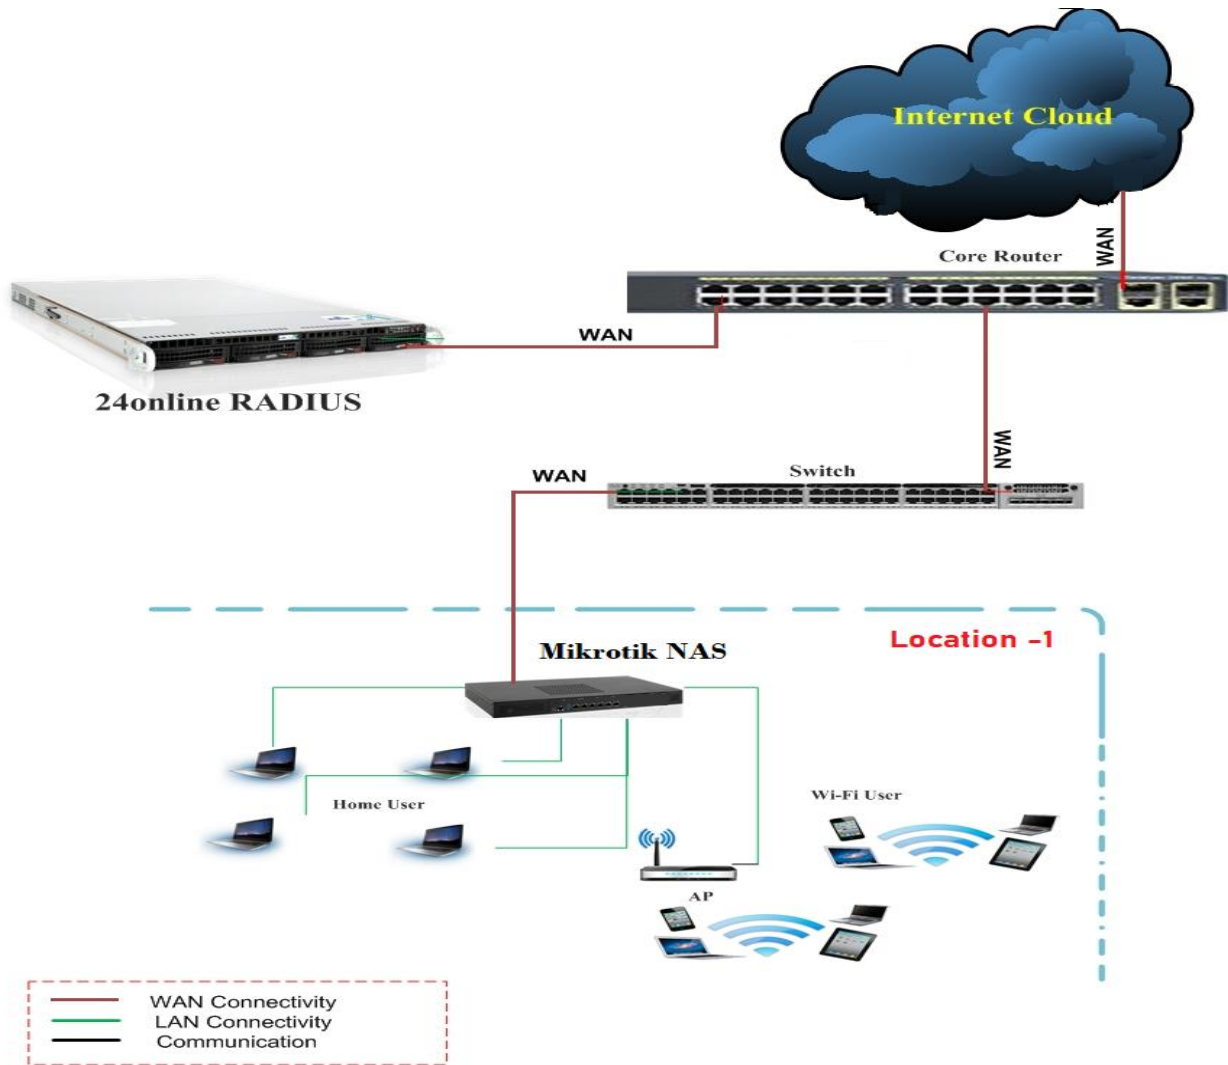 Internet Cloud
WAN
Core Router
WAN
24online RADIUS
WAN
Switch
WAN
Location -1
Mikrotik NAS
Home User
Wi-Fi User
AP
WAN Connectivity
LAN Connectivity
Communication